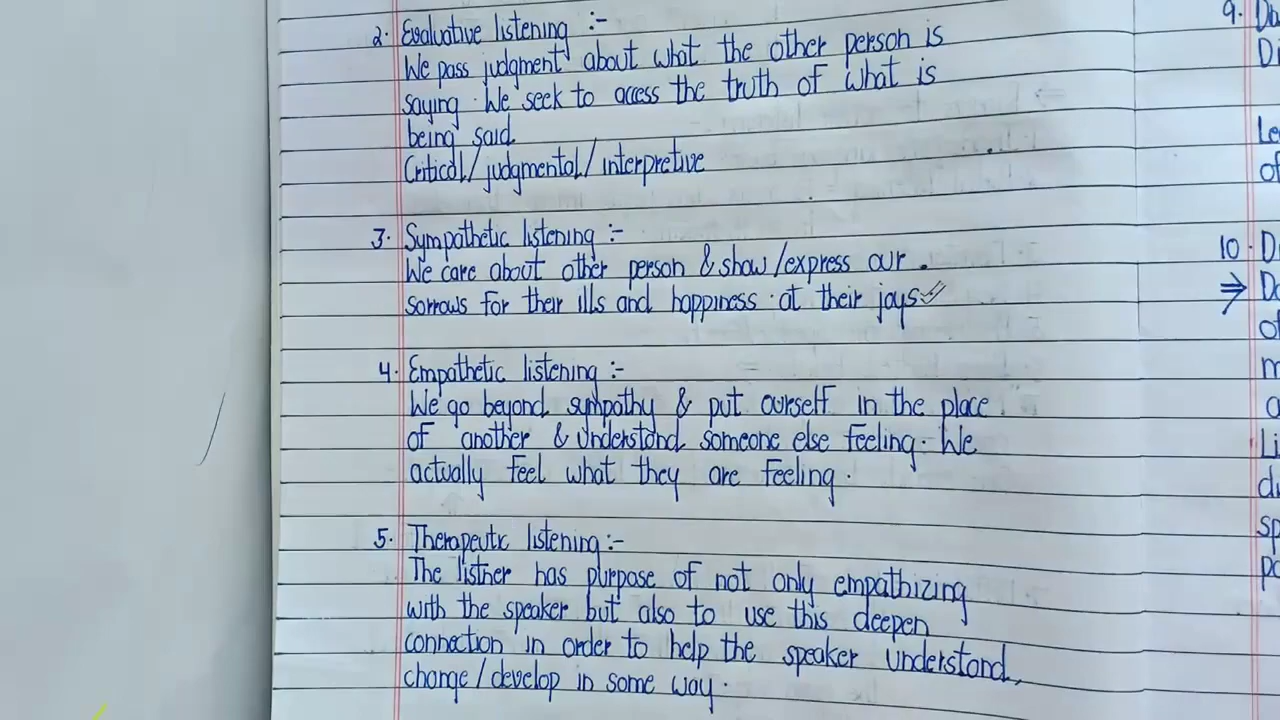 2. Evaluative listening :-
We pass judgment about what the other person is
saying. We seek to access the truth of what is
being said
Critical/judgmental/interpretive
3. Sympathetic listening :-
We care about other person & show/express our.
sorrows for their ills and happiness at their joys
4. Empathetic listening :-
We go beyond sympathy & put ourself in the place
of another & understand someone else feeling. We
actually feel what they are feeling.
5. Therapeutic listening :-
The listner has purpose of not only empathizing
with the speaker but also to use this deepen
connection in order to help the speaker understand,
change/develop in some way.
9.
10.
⇒